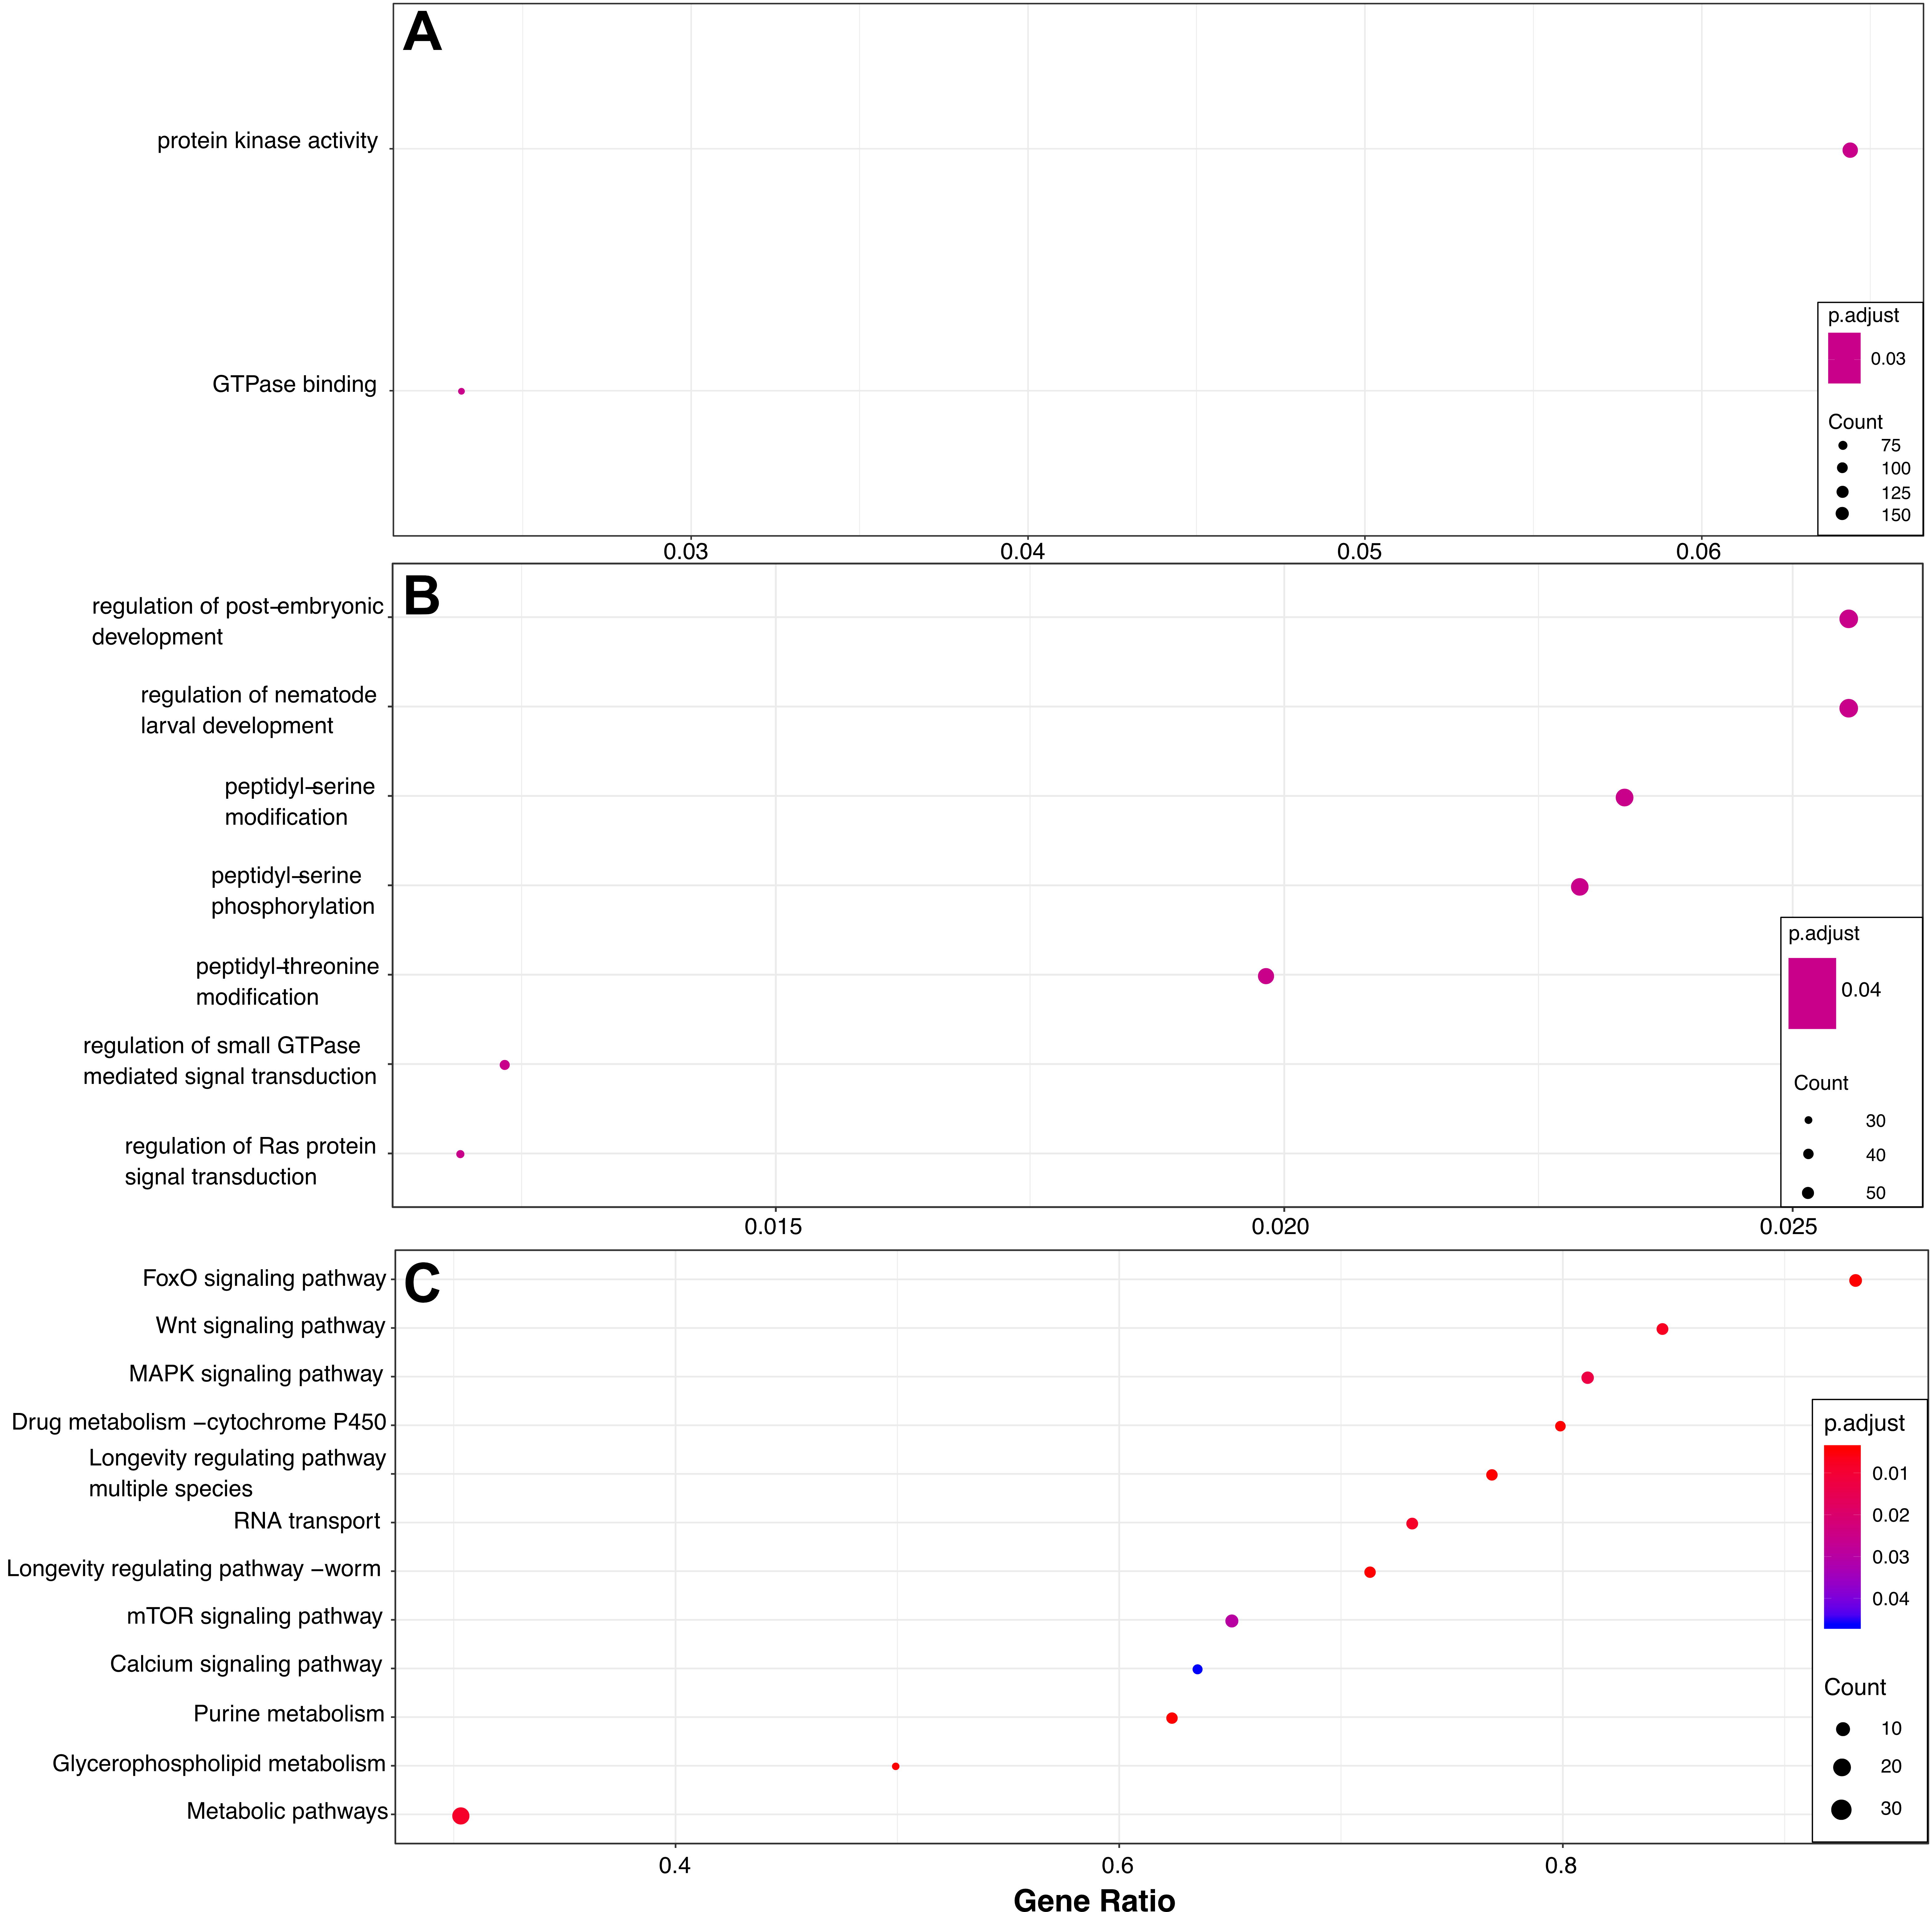 A
protein kinase activity
GTPase binding
p.adjust
0.03
Count
75
100
125
150
0.03 0.04 0.05 0.06
B
regulation of post-embryonic
development
regulation of nematode
larval development
peptidyl-serine
modification
peptidyl-serine
phosphorylation
peptidyl-threonine
modification
regulation of small GTPase
mediated signal transduction
regulation of Ras protein
signal transduction
p.adjust
0.04
Count
30
40
50
0.015 0.020 0.025
C
FoxO signaling pathway
Wnt signaling pathway
MAPK signaling pathway
Drug metabolism –cytochrome P450
Longevity regulating pathway
multiple species
RNA transport
Longevity regulating pathway –worm
mTOR signaling pathway
Calcium signaling pathway
Purine metabolism
Glycerophospholipid metabolism
Metabolic pathways
p.adjust
0.01
0.02
0.03
0.04
Count
10
20
30
0.4 0.6 0.8
Gene Ratio